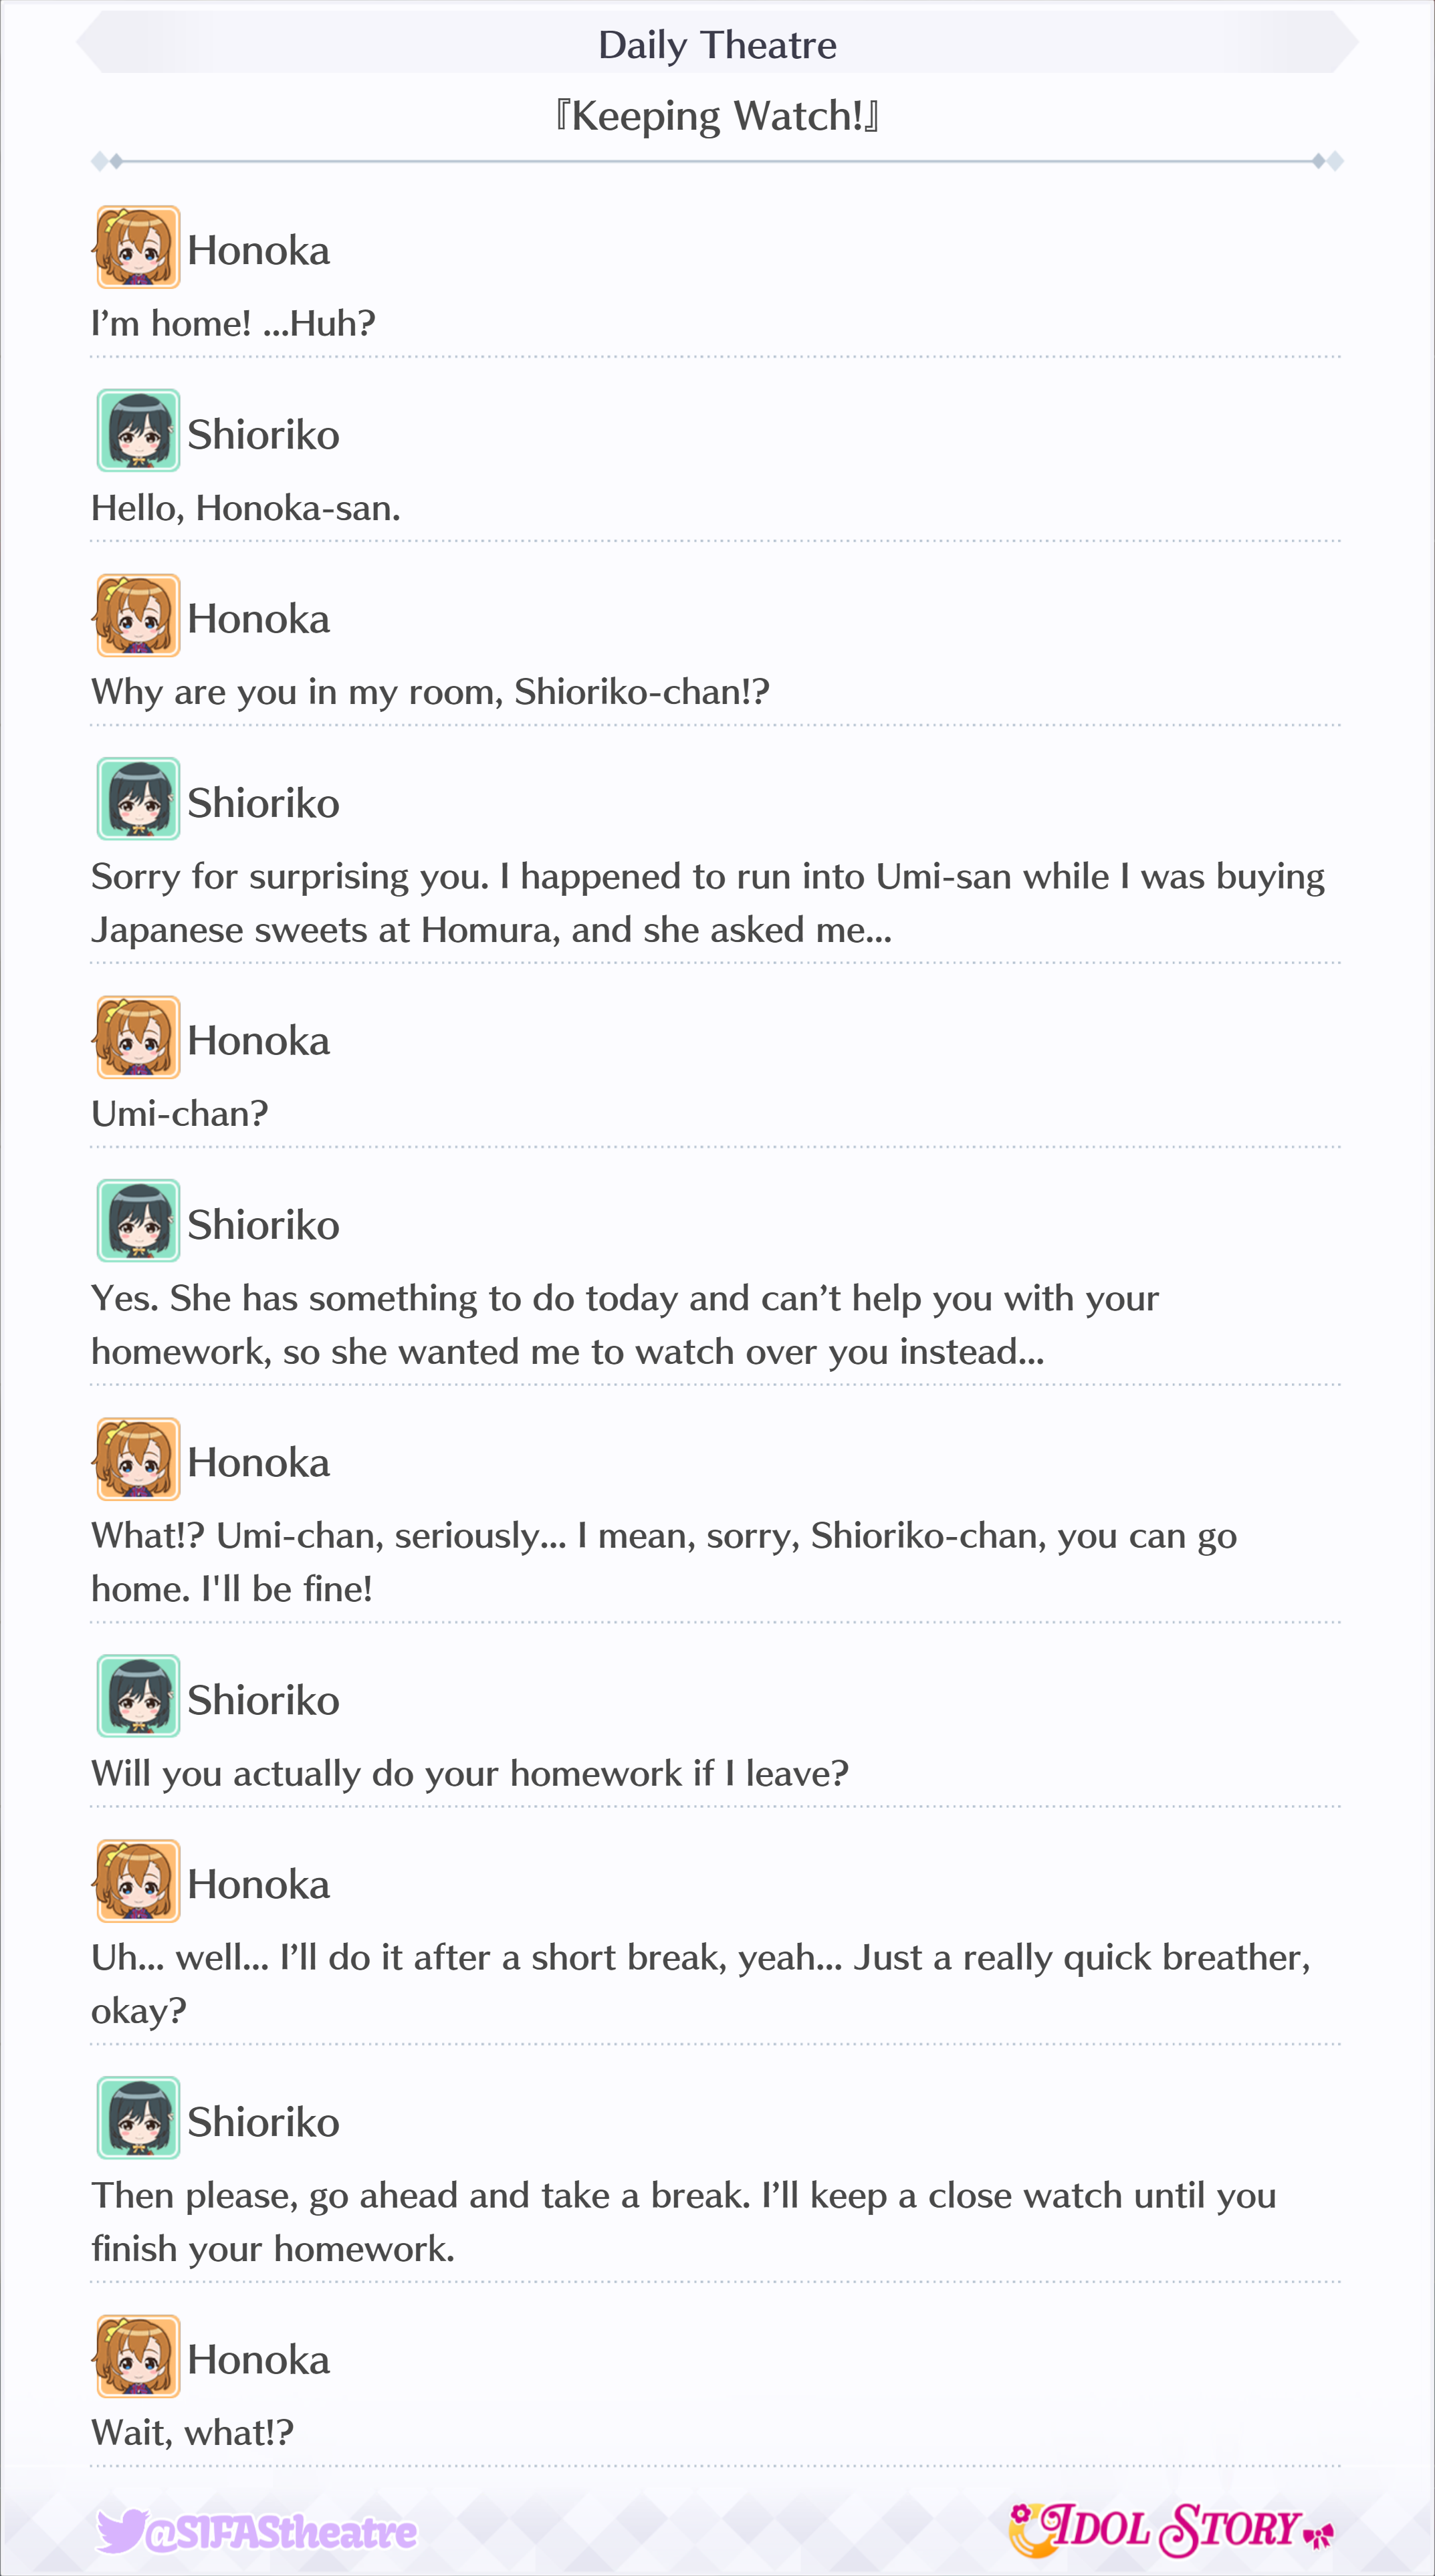 Daily Theatre
『Keeping Watch!』
Honoka
I’m home! ...Huh?
Shioriko
Hello, Honoka-san.
Honoka
Why are you in my room, Shioriko-chan!?
Shioriko
Sorry for surprising you. I happened to run into Umi-san while I was buying
Japanese sweets at Homura, and she asked me...
Honoka
Umi-chan?
Shioriko
Yes. She has something to do today and can’t help you with your
homework, so she wanted me to watch over you instead...
Honoka
What!? Umi-chan, seriously... I mean, sorry, Shioriko-chan, you can go
home. I'll be fine!
Shioriko
Will you actually do your homework if I leave?
Honoka
Uh... well... I’ll do it after a short break, yeah... Just a really quick breather,
okay?
Shioriko
Then please, go ahead and take a break. I’ll keep a close watch until you
finish your homework.
Honoka
Wait, what!?
@SIFAStheatre
IDOL STORY